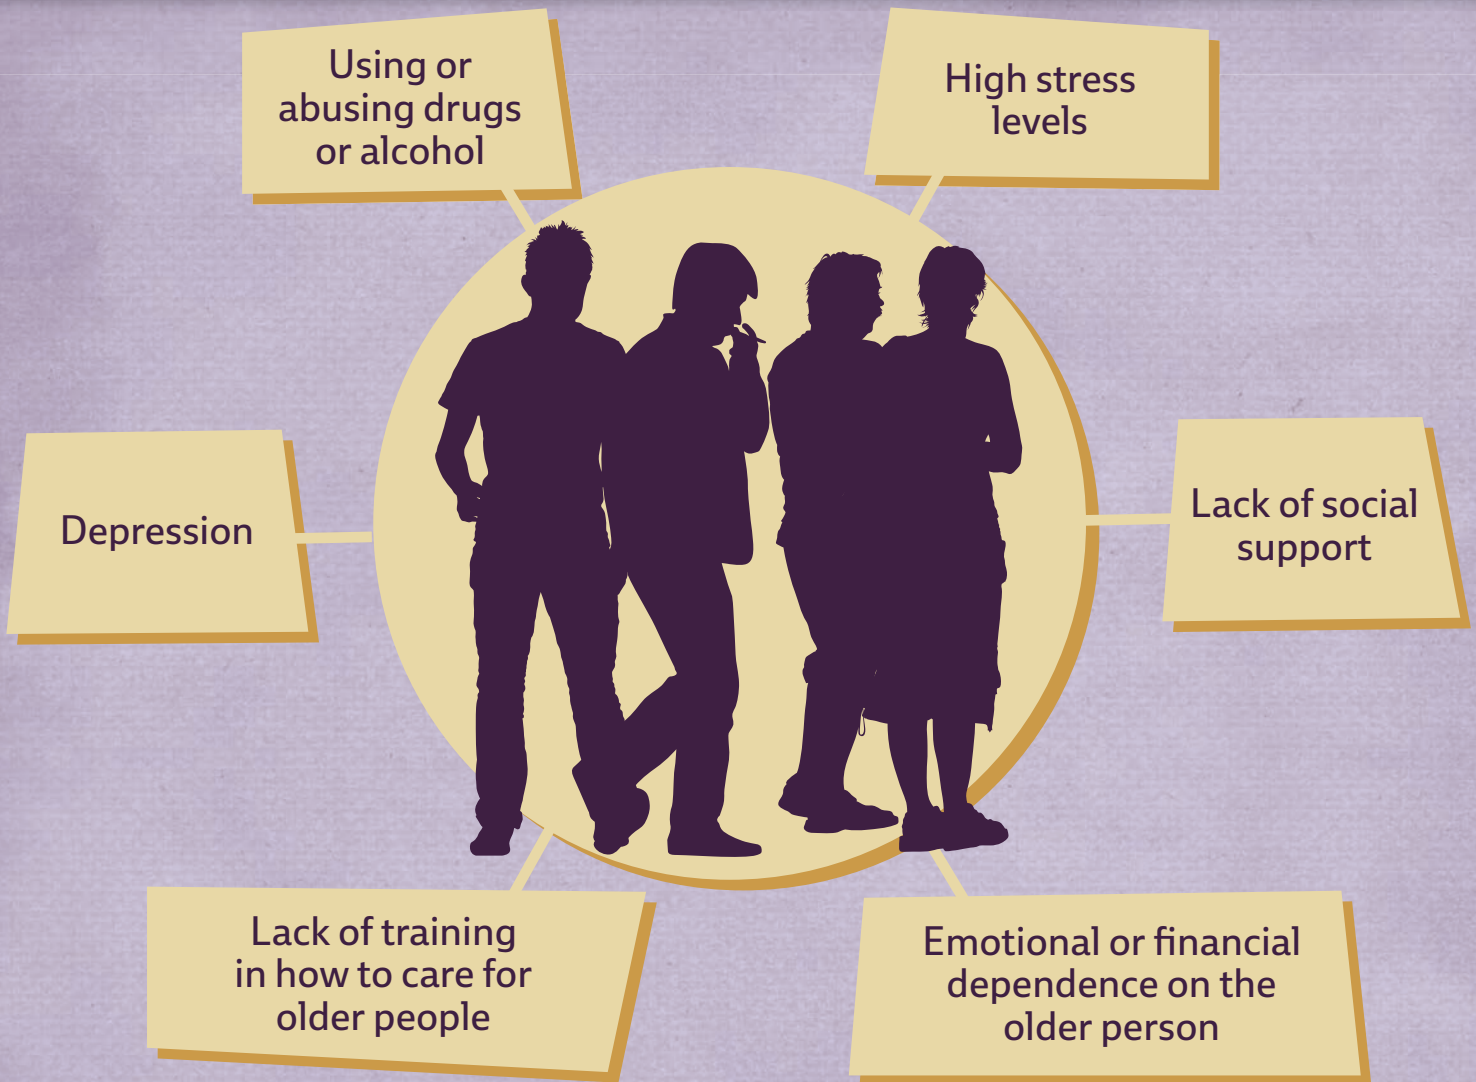 Using or
abusing drugs
or alcohol
High stress
levels
Depression
Lack of social
support
Lack of training
in how to care for
older people
Emotional or financial
dependence on the
older person